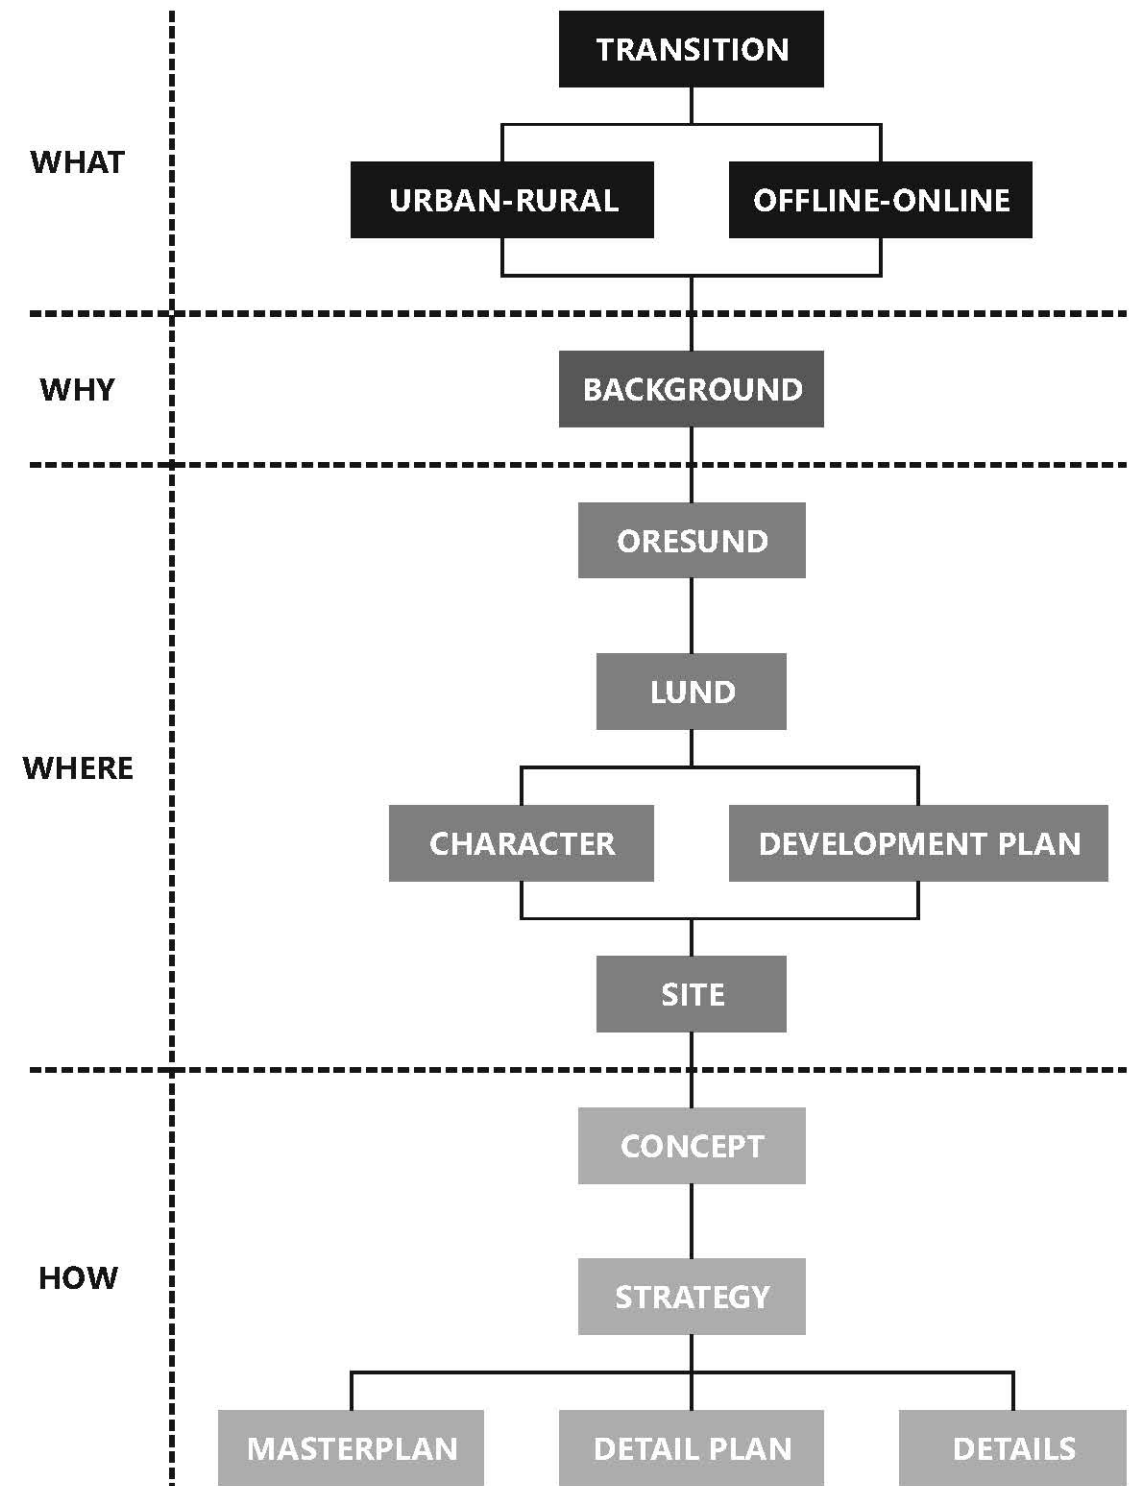 TRANSITION
WHAT
URBAN-RURAL
OFFLINE-ONLINE
WHY
BACKGROUND
ORESUND
LUND
WHERE
CHARACTER
DEVELOPMENT PLAN
SITE
CONCEPT
HOW
STRATEGY
MASTERPLAN
DETAIL PLAN
DETAILS